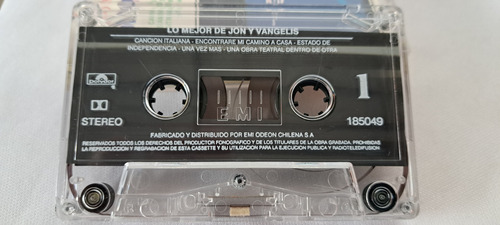 LO MEJOR DE JON Y VANGELIS
CANCION ITALIANA - ENCONTRARE MI CAMINO A CASA - ESTADO DE
INDEPENDENCIA - UNA VEZ MAS - UNA OBRA TEATRAL DENTRO DE OTRA
1
STEREO
EMI
185049
FABRICADO Y DISTRIBUIDO POR EMI ODEON CHILENA S A
RESERVADOS TODOS LOS DERECHOS DEL PRODUCTOR FONOGRAFICO Y DE LOS TITULARES DE LA OBRA GRABADA. PROHIBIDAS
LA REPRODUCCION Y REGRABACION DE ESTA CASSETTE Y SU UTILIZACION PARA LA EJECUCION PUBLICA Y RADIOTELEDIFUSION